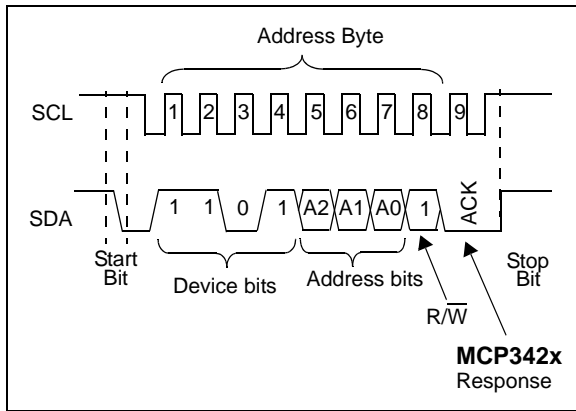 Address Byte
SCL 1 2 3 4 5 6 7 8 9
SDA 1 1 0 1 A2 A1 A0 1 ACK
Start Bit
Device bits
Address bits
Stop Bit
R/W̅
MCP342x
Response